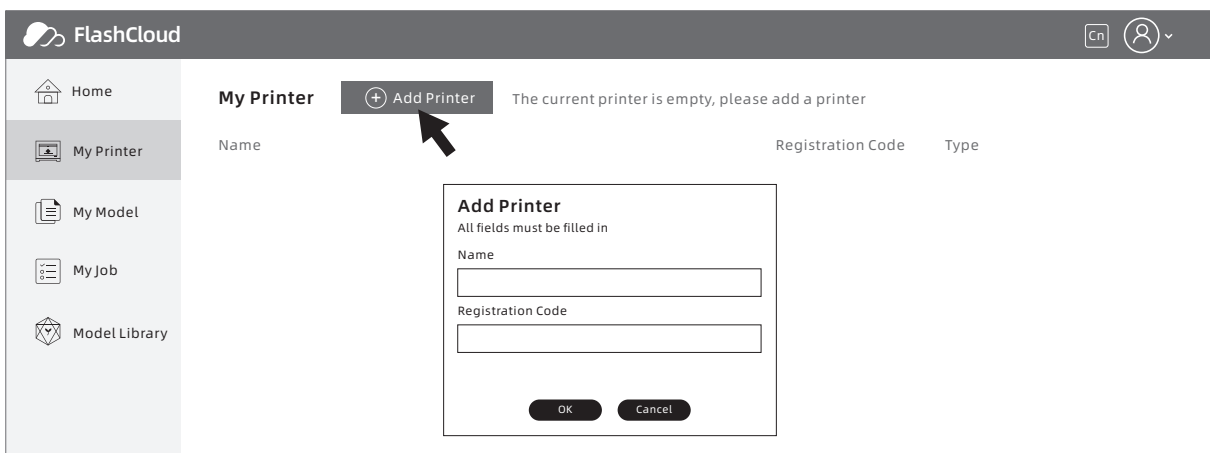 FlashCloud
Cn
Home
My Printer
My Model
My Job
Model Library
My Printer
Add Printer
The current printer is empty, please add a printer
Name
Registration Code
Type
Add Printer
All fields must be filled in
Name
Registration Code
OK
Cancel